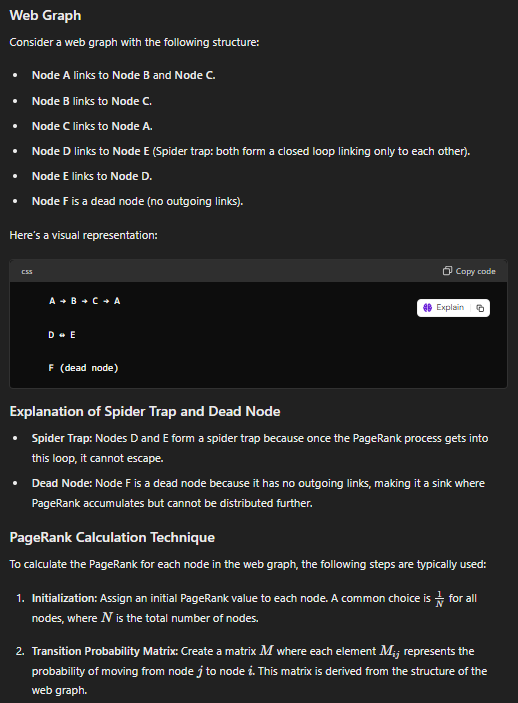 Web Graph
Consider a web graph with the following structure:
• Node A links to Node B and Node C.
• Node B links to Node C.
• Node C links to Node A.
• Node D links to Node E (Spider trap: both form a closed loop linking only to each other).
• Node E links to Node D.
• Node F is a dead node (no outgoing links).
Here's a visual representation:
css Copy code
A → B → C → A
Explain
D ↔ E
F (dead node)
Explanation of Spider Trap and Dead Node
• Spider Trap: Nodes D and E form a spider trap because once the PageRank process gets into
this loop, it cannot escape.
• Dead Node: Node F is a dead node because it has no outgoing links, making it a sink where
PageRank accumulates but cannot be distributed further.
PageRank Calculation Technique
To calculate the PageRank for each node in the web graph, the following steps are typically used:
1. Initialization: Assign an initial PageRank value to each node. A common choice is 1/N for all
nodes, where N is the total number of nodes.
2. Transition Probability Matrix: Create a matrix M where each element Mij represents the
probability of moving from node j to node i. This matrix is derived from the structure of the
web graph.